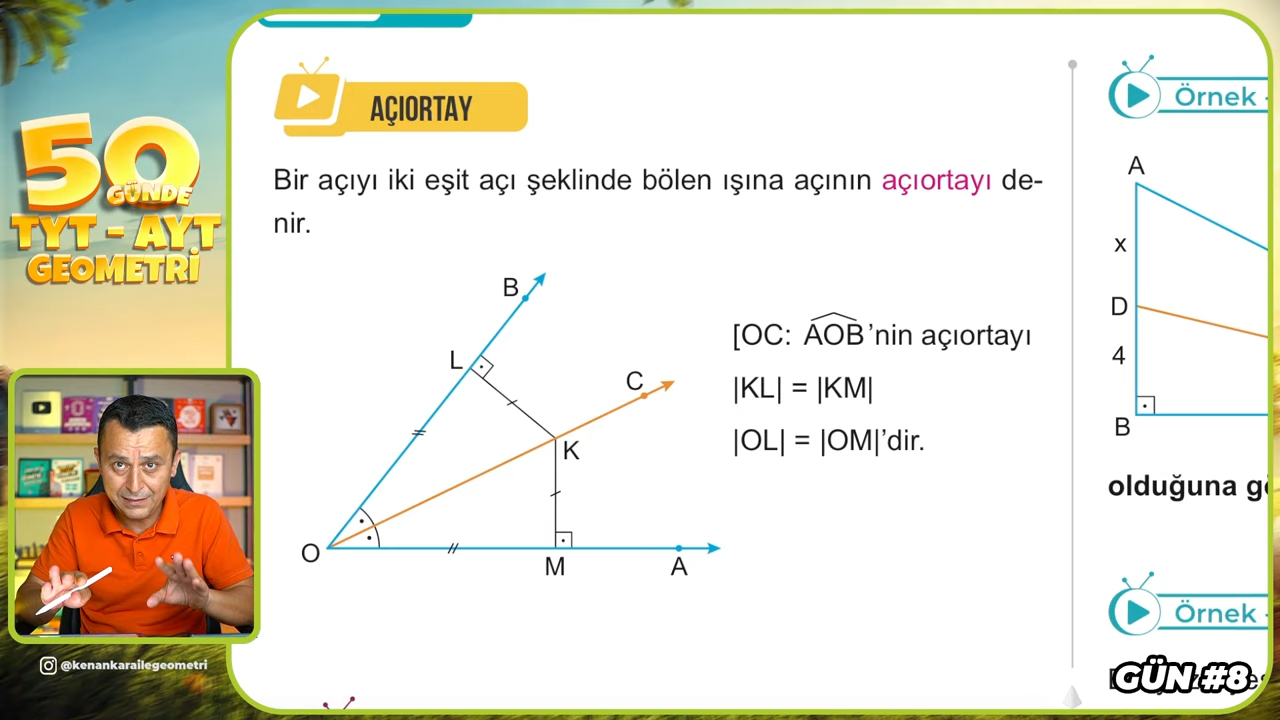 50
GÜNDE
TYT - AYT
GEOMETRİ
AÇIORTAY
Bir açıyı iki eşit açı şeklinde bölen ışına açının açıortayı de-
nir.
B
L
C
K
O
M
A
[OC: AOB’nin açıortayı
|KL| = |KM|
|OL| = |OM|’dir.
Örnek -
A
x
D
4
B
olduğuna
Örnek -
GÜN #8
@kenankarailegeometri